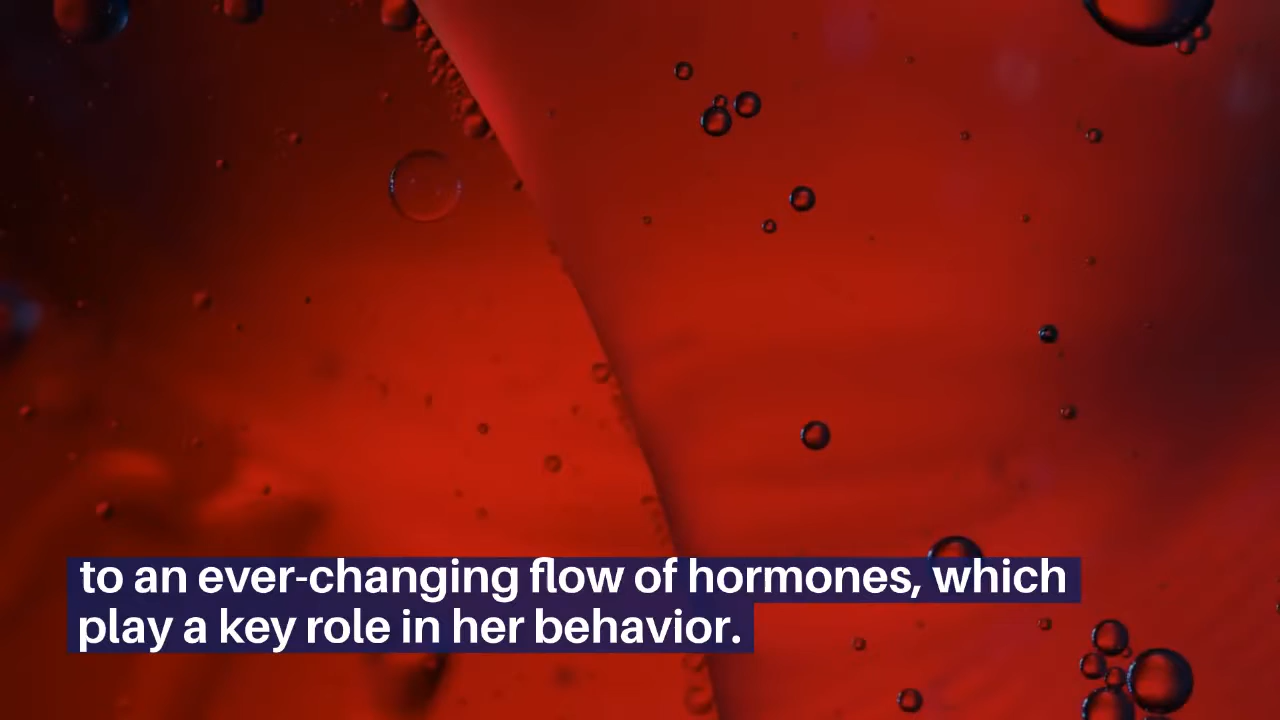 to an ever-changing flow of hormones, which
play a key role in her behavior.